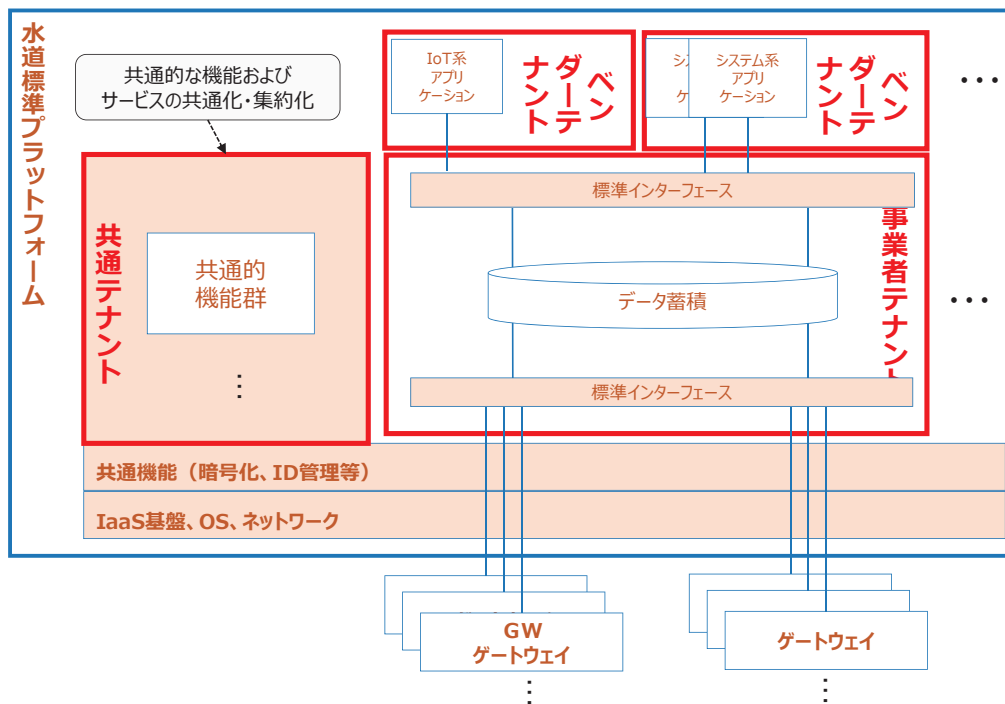 水道標準プラットフォーム
共通的な機能および
サービスの共通化・集約化
IoT系
アプリ
ケーション
ベン
ダーテ
ナント
シス
ア
ケー
システム系
アプリ
ケーション
ベン
ダーテ
ナント
…
共通テナント
共通的
機能群
…
標準インターフェース
事業者テナント
データ蓄積
…
標準インターフェース
共通機能（暗号化、ID管理等）
IaaS基盤、OS、ネットワーク
GW
ゲートウェイ
…
ゲートウェイ
…